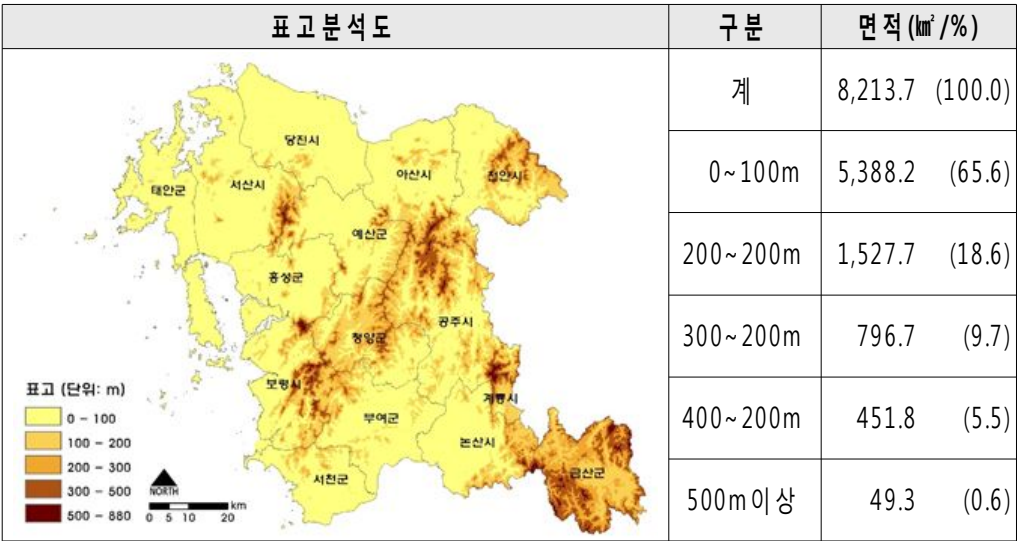 표고분석도 구분 면적(㎢/%)
계 8,213.7 (100.0)
0~100m 5,388.2 (65.6)
200~200m 1,527.7 (18.6)
300~200m 796.7 (9.7)
400~200m 451.8 (5.5)
500m이상 49.3 (0.6)
당진시
아산시
천안시
태안군
서산시
예산군
홍성군
공주시
청양군
보령시
계룡시
부여군
논산시
서천군
금산군
표고 (단위: m)
0 - 100
100 - 200
200 - 300
300 - 500
500 - 880
NORTH
km
0 5 10 20